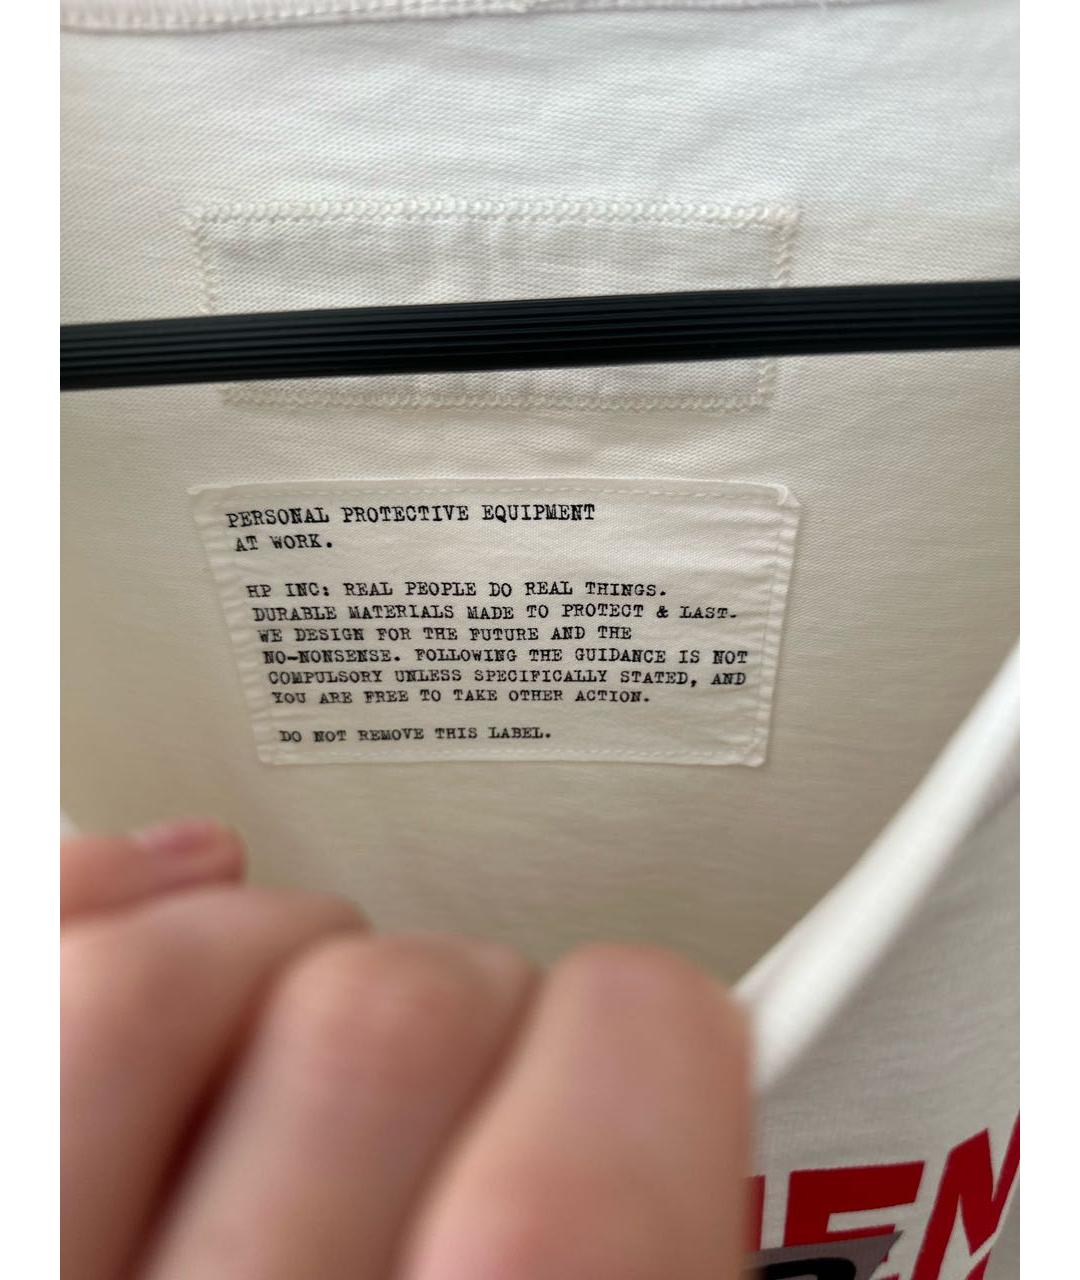 PERSONAL PROTECTIVE EQUIPMENT
AT WORK.
HP INC: REAL PEOPLE DO REAL THINGS.
DURABLE MATERIALS MADE TO PROTECT & LAST.
WE DESIGN FOR THE FUTURE AND THE
NO-NONSENSE. FOLLOWING THE GUIDANCE IS NOT
COMPULSORY UNLESS SPECIFICALLY STATED, AND
YOU ARE FREE TO TAKE OTHER ACTION.
DO NOT REMOVE THIS LABEL.